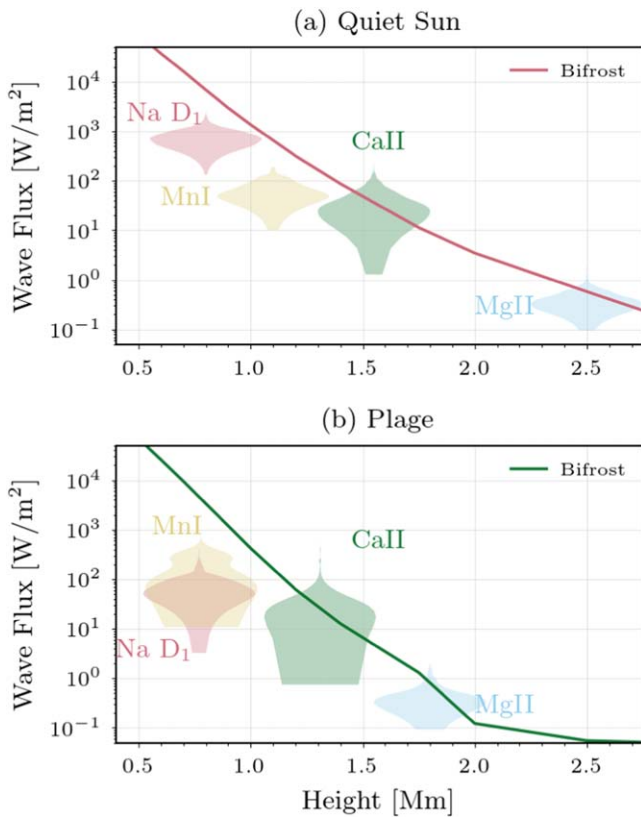 (a) Quiet Sun
Wave Flux [W/m²]
10⁴
10³
10²
10¹
10⁰
10⁻¹
Bifrost
Na D₁
CaII
MnI
MgII
0.5 1.0 1.5 2.0 2.5
(b) Plage
Wave Flux [W/m²]
10⁴
10³
10²
10¹
10⁰
10⁻¹
Bifrost
MnI
CaII
Na D₁
MgII
0.5 1.0 1.5 2.0 2.5
Height [Mm]